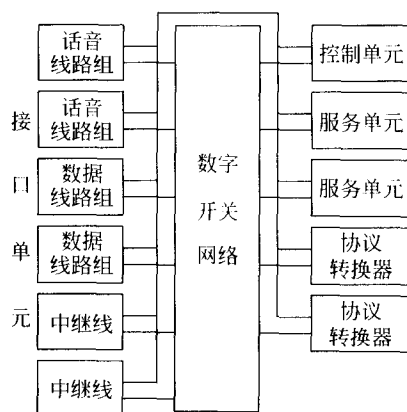 话音
线路组
话音
线路组
数据
线路组
数据
线路组
中继线
中继线
接
口
单
元
数字
开关
网络
控制单元
服务单元
服务单元
协议
转换器
协议
转换器